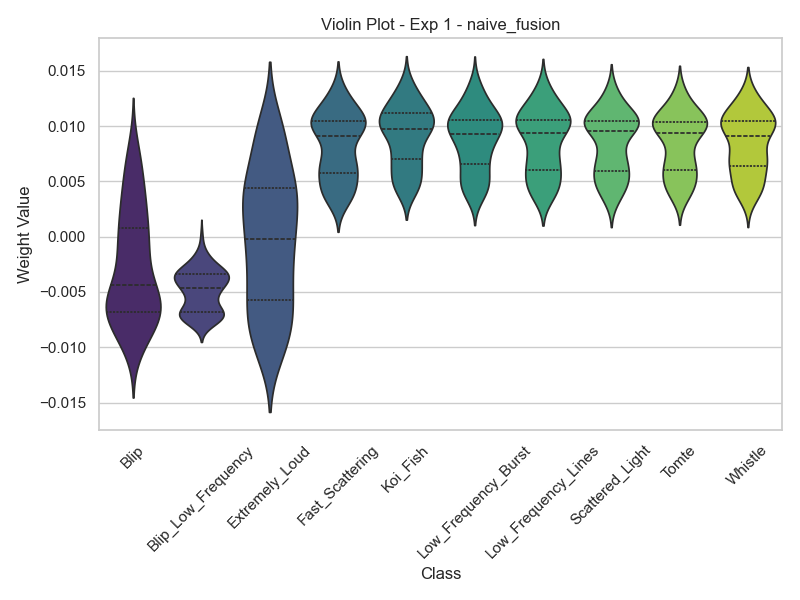 Violin Plot - Exp 1 - naive_fusion
Weight Value
0.015
0.010
0.005
0.000
−0.005
−0.010
−0.015
Blip
Blip_Low_Frequency
Extremely_Loud
Fast_Scattering
Koi_Fish
Low_Frequency_Burst
Low_Frequency_Lines
Scattered_Light
Tomte
Whistle
Class